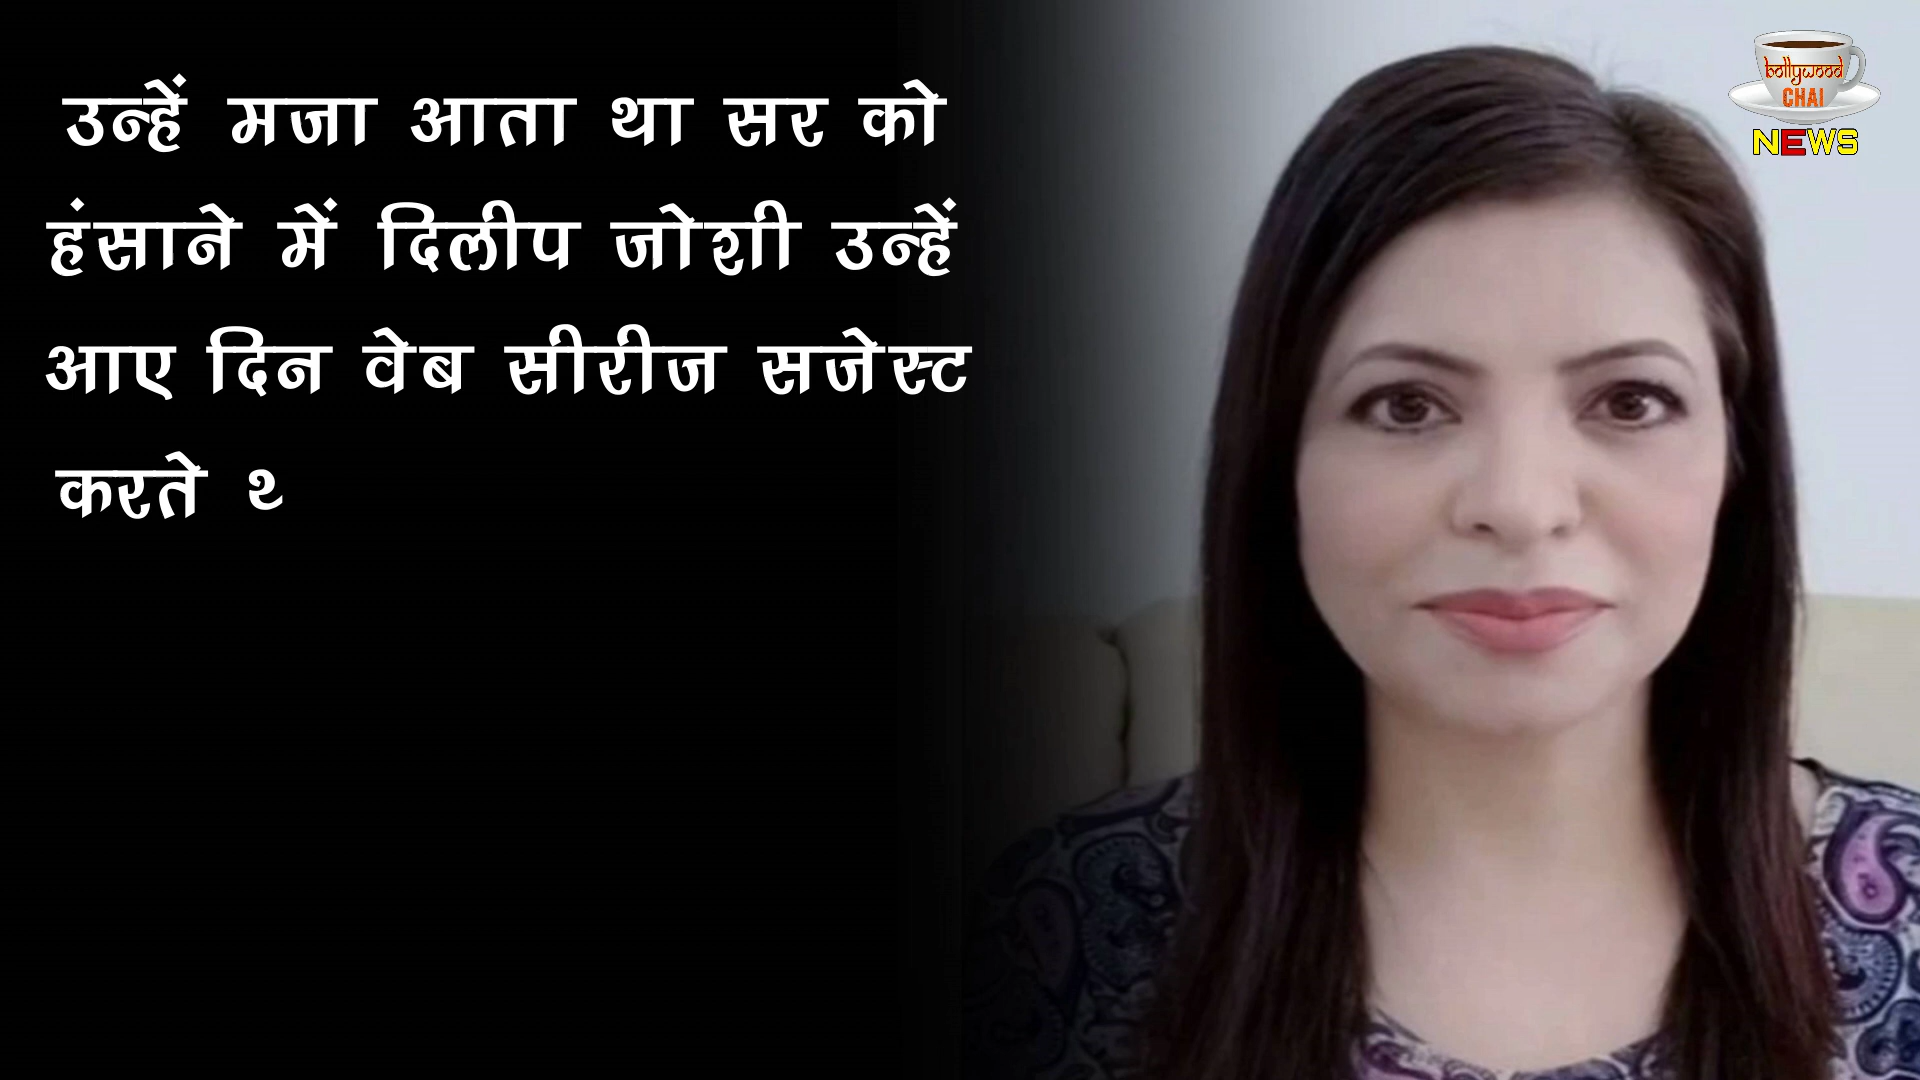 उन्हें मजा आता था सर को
हंसाने में दिलीप जोशी उन्हें
आए दिन वेब सीरीज सजेस्ट
करते थ
bollywood
CHAI
NEWS